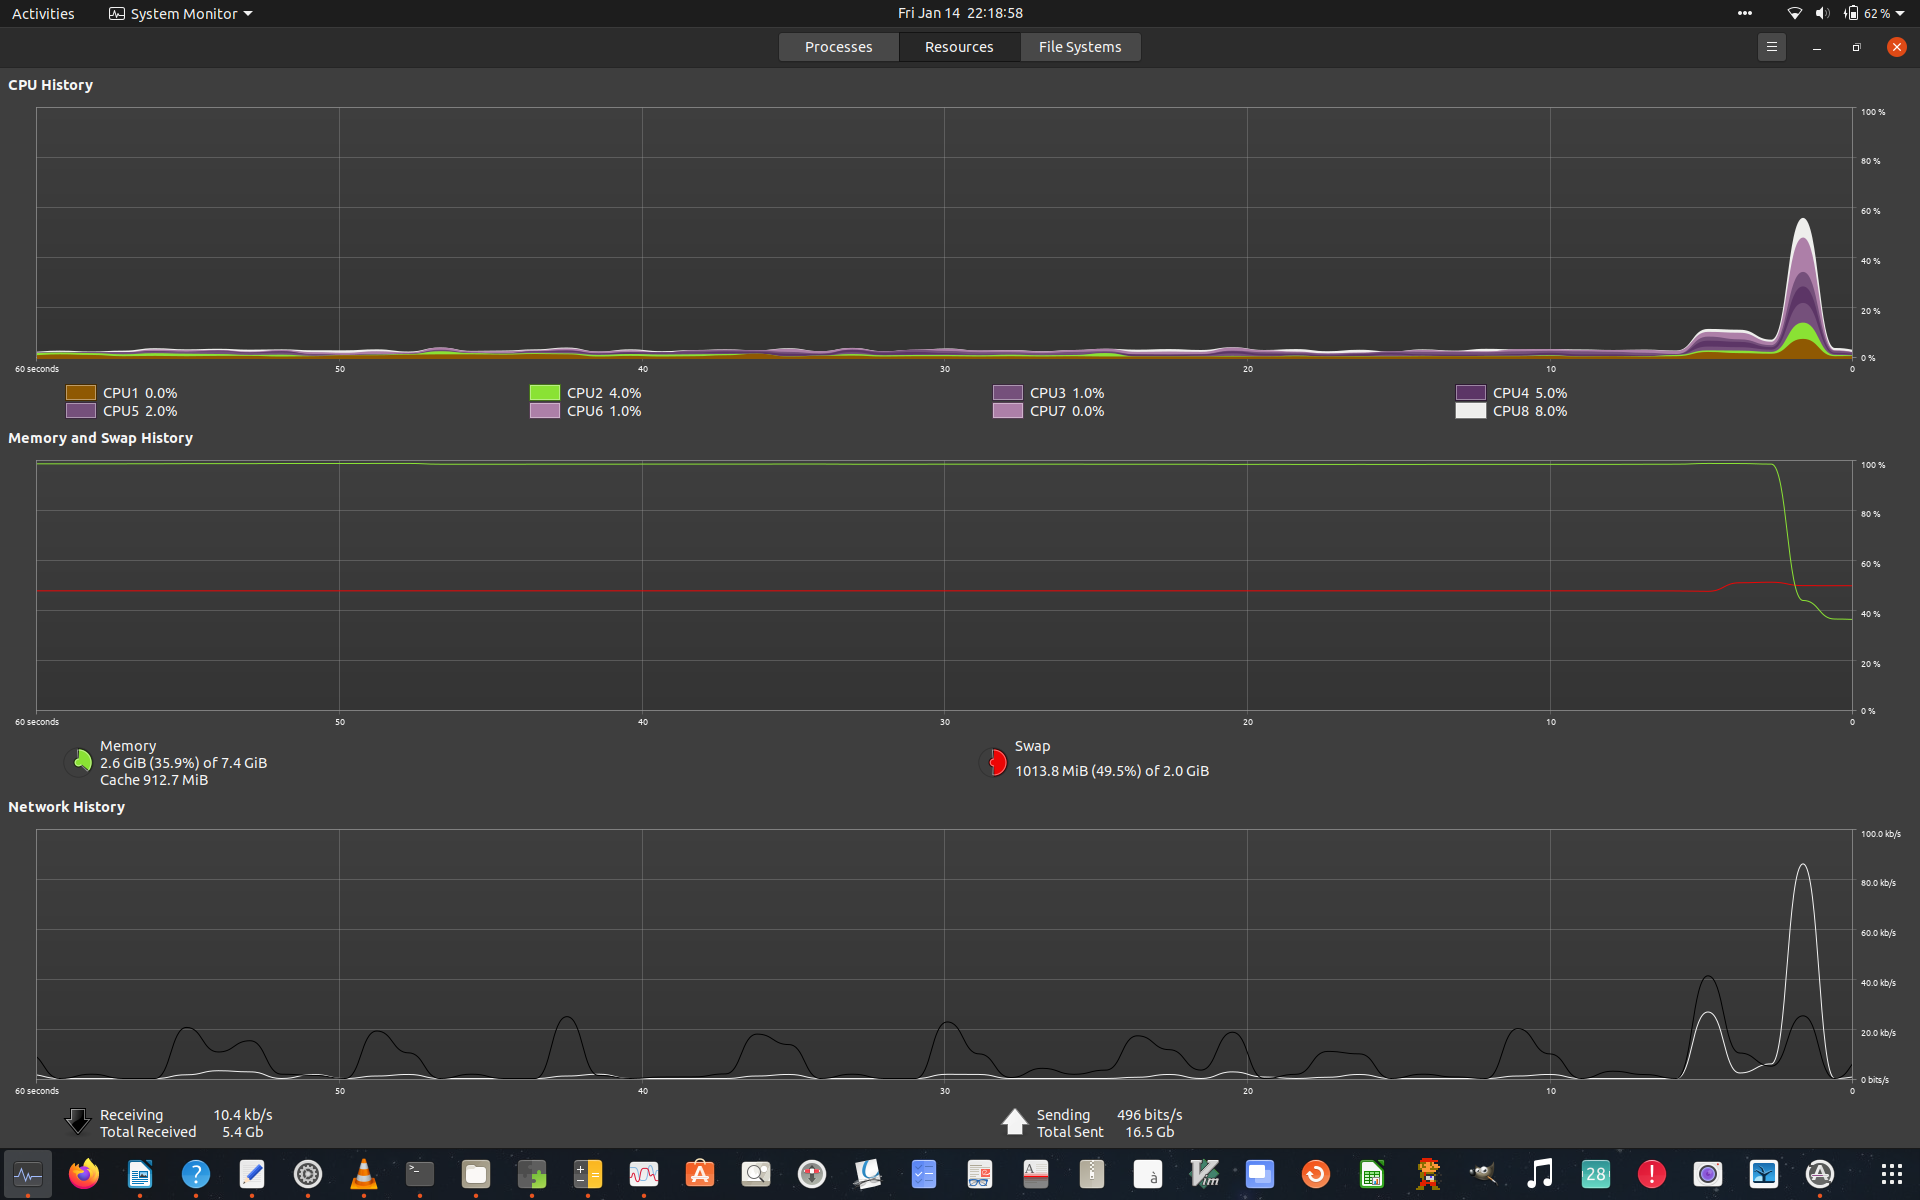 Activities System Monitor Fri Jan 14 22:18:58 62 %
Processes Resources File Systems
CPU History
100 %
80 %
60 %
40 %
20 %
0 %
60 seconds 50 40 30 20 10 0
CPU1 0.0% CPU2 4.0% CPU3 1.0% CPU4 5.0%
CPU5 2.0% CPU6 1.0% CPU7 0.0% CPU8 8.0%
Memory and Swap History
100 %
80 %
60 %
40 %
20 %
0 %
60 seconds 50 40 30 20 10 0
Memory
2.6 GiB (35.9%) of 7.4 GiB
Cache 912.7 MiB
Swap
1013.8 MiB (49.5%) of 2.0 GiB
Network History
100.0 kb/s
80.0 kb/s
60.0 kb/s
40.0 kb/s
20.0 kb/s
0 bits/s
60 seconds 50 40 30 20 10 0
Receiving 10.4 kb/s
Total Received 5.4 Gb
Sending 496 bits/s
Total Sent 16.5 Gb
? >_ A à Vim 28 !